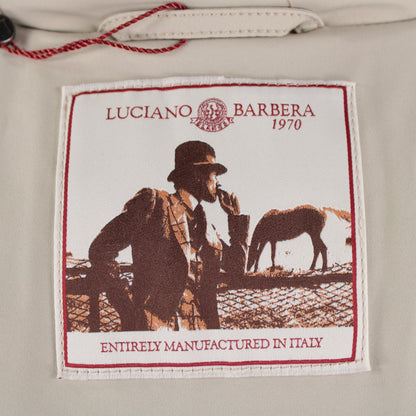 LUCIANO BARBERA
1970
ENTIRELY MANUFACTURED IN ITALY